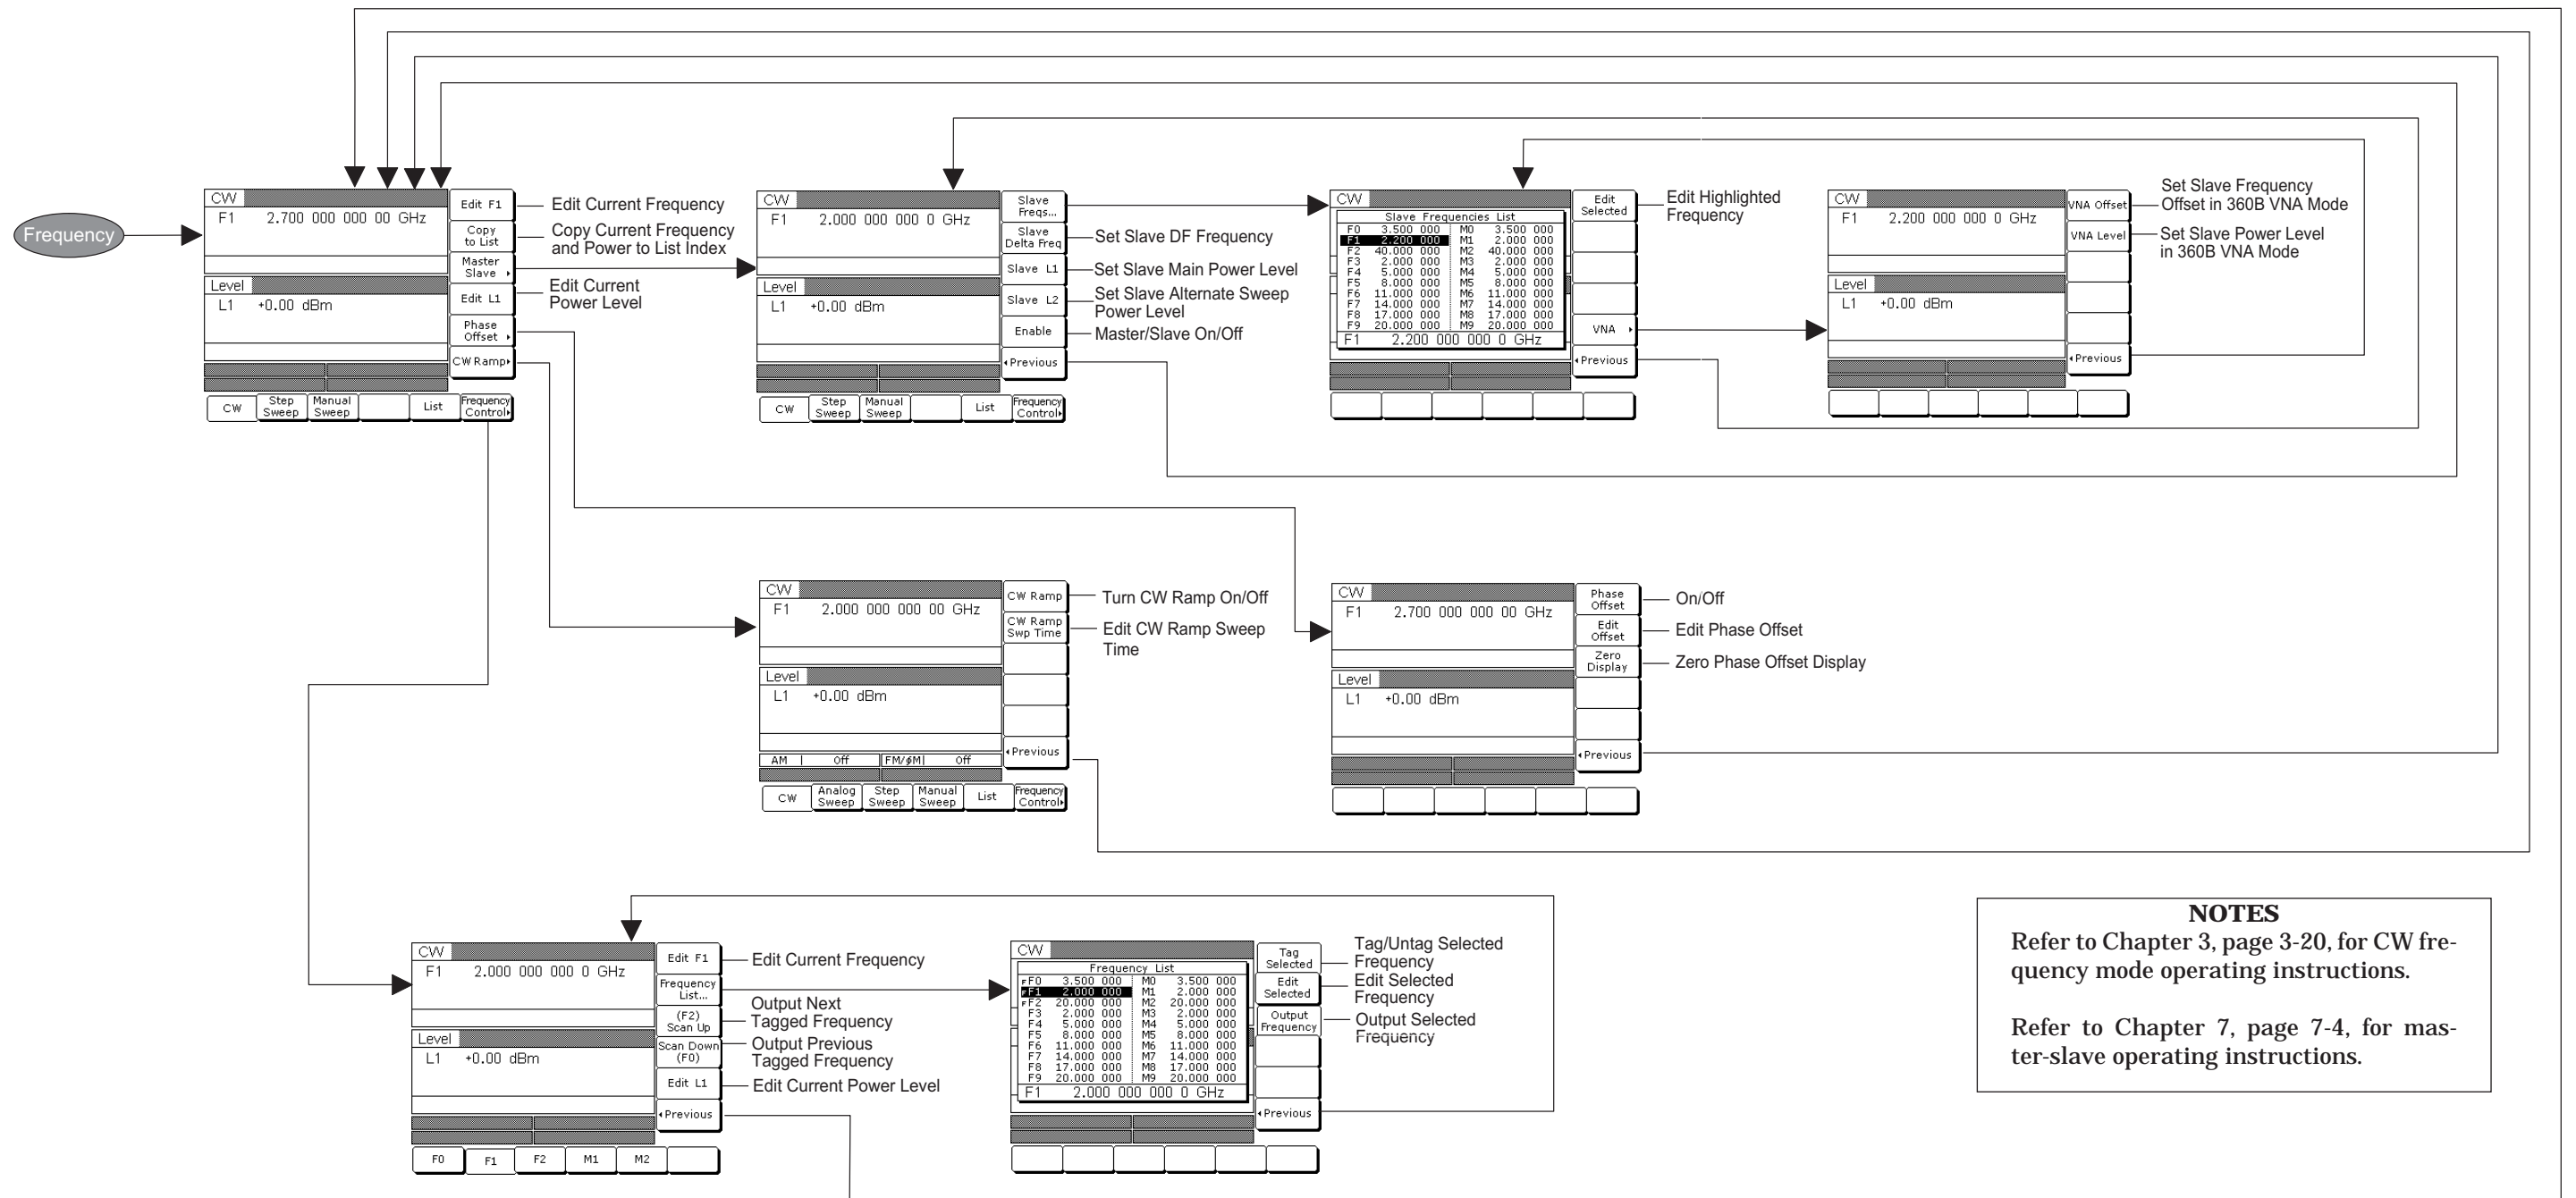 Frequency
CW
F1 2.700 000 000 00 GHz
Level
L1 +0.00 dBm
Edit F1
Copy
to List
Master
Slave
Edit L1
Phase
Offset
CW Ramp
CW
Step
Sweep
Manual
Sweep
List
Frequency
Control
Edit Current Frequency
Copy Current Frequency
and Power to List Index
Edit Current
Power Level
CW
F1 2.000 000 000 0 GHz
Level
L1 +0.00 dBm
Slave
Freqs...
Slave
Delta Freq
Slave L1
Slave L2
Enable
Previous
CW
Step
Sweep
Manual
Sweep
List
Frequency
Control
Set Slave DF Frequency
Set Slave Main Power Level
Set Slave Alternate Sweep
Power Level
Master/Slave On/Off
CW
Slave Frequencies List
F0 3.500 000 M0 3.500 000
F1 2.200 000 M1 2.000 000
F2 40.000 000 M2 40.000 000
F3 2.000 000 M3 2.000 000
F4 5.000 000 M4 5.000 000
F5 8.000 000 M5 8.000 000
F6 11.000 000 M6 11.000 000
F7 14.000 000 M7 14.000 000
F8 17.000 000 M8 17.000 000
F9 20.000 000 M9 20.000 000
F1 2.200 000 000 0 GHz
Edit
Selected
VNA
Previous
Edit Highlighted
Frequency
CW
F1 2.200 000 000 0 GHz
Level
L1 +0.00 dBm
VNA Offset
VNA Level
Previous
Set Slave Frequency
Offset in 360B VNA Mode
Set Slave Power Level
in 360B VNA Mode
CW
F1 2.000 000 000 00 GHz
Level
L1 +0.00 dBm
AM | Off FM/ϕM| Off
CW Ramp
CW Ramp
Swp Time
Previous
CW
Analog
Sweep
Step
Sweep
Manual
Sweep
List
Frequency
Control
Turn CW Ramp On/Off
Edit CW Ramp Sweep
Time
CW
F1 2.700 000 000 00 GHz
Level
L1 +0.00 dBm
Phase
Offset
Edit
Offset
Zero
Display
Previous
On/Off
Edit Phase Offset
Zero Phase Offset Display
CW
F1 2.000 000 000 0 GHz
Level
L1 +0.00 dBm
Edit F1
Frequency
List...
(F2)
Scan Up
Scan Down
(F0)
Edit L1
Previous
F0 F1 F2 M1 M2
Edit Current Frequency
Output Next
Tagged Frequency
Output Previous
Tagged Frequency
Edit Current Power Level
CW
Frequency List
F F0 3.500 000 M0 3.500 000
F F1 2.000 000 M1 2.000 000
F F2 20.000 000 M2 20.000 000
F3 2.000 000 M3 2.000 000
F4 5.000 000 M4 5.000 000
F5 8.000 000 M5 8.000 000
F6 11.000 000 M6 11.000 000
F7 14.000 000 M7 14.000 000
F8 17.000 000 M8 17.000 000
F9 20.000 000 M9 20.000 000
F1 2.000 000 000 0 GHz
Tag
Selected
Edit
Selected
Output
Frequency
Previous
Tag/Untag Selected
Frequency
Edit Selected
Frequency
Output Selected
Frequency
NOTES
Refer to Chapter 3, page 3-20, for CW fre-
quency mode operating instructions.
Refer to Chapter 7, page 7-4, for mas-
ter-slave operating instructions.